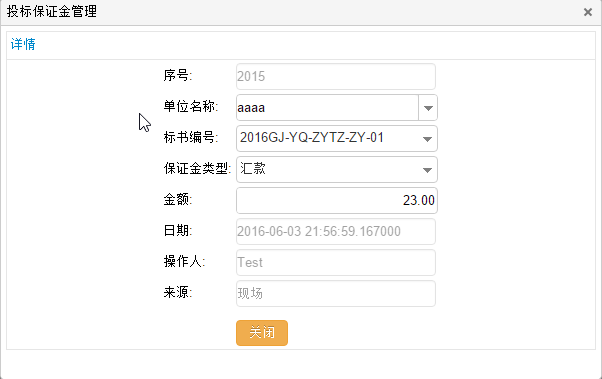 投标保证金管理
详情
序号: 2015
单位名称: aaaa
标书编号: 2016GJ-YQ-ZYTZ-ZY-01
保证金类型: 汇款
金额: 23.00
日期: 2016-06-03 21:56:59.167000
操作人: Test
来源: 现场
关闭